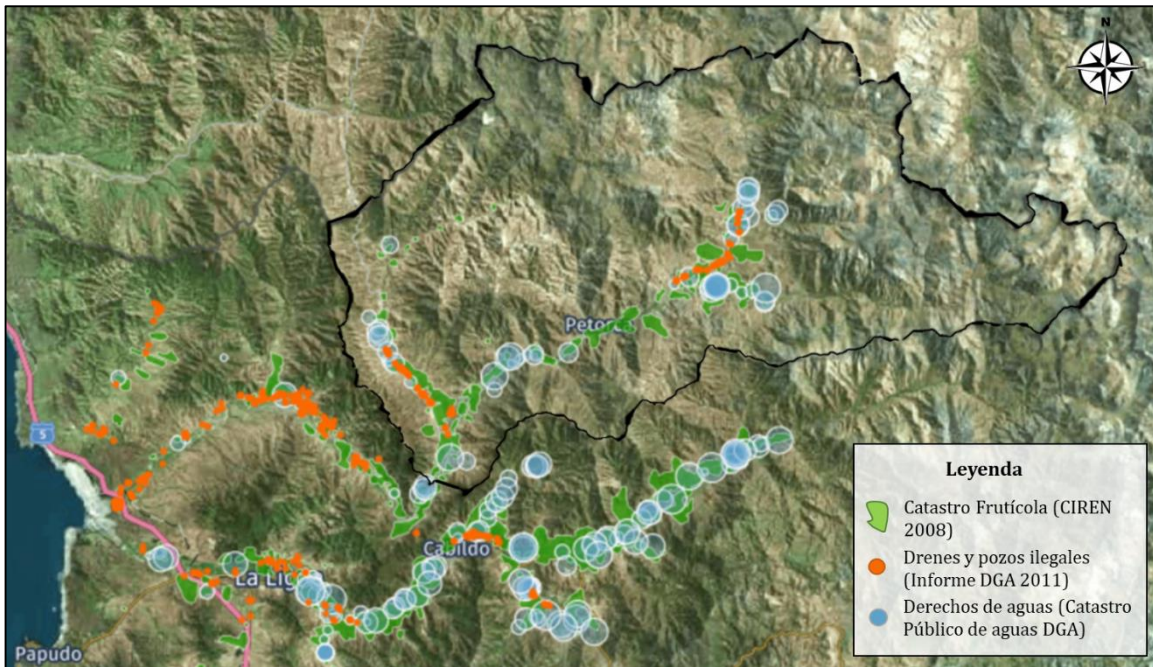 N
Petorca
5
Cabildo
La Lig
Papudo
Leyenda
Catastro Frutícola (CIREN
2008)
Drenes y pozos ilegales
(Informe DGA 2011)
Derechos de aguas (Catastro
Público de aguas DGA)